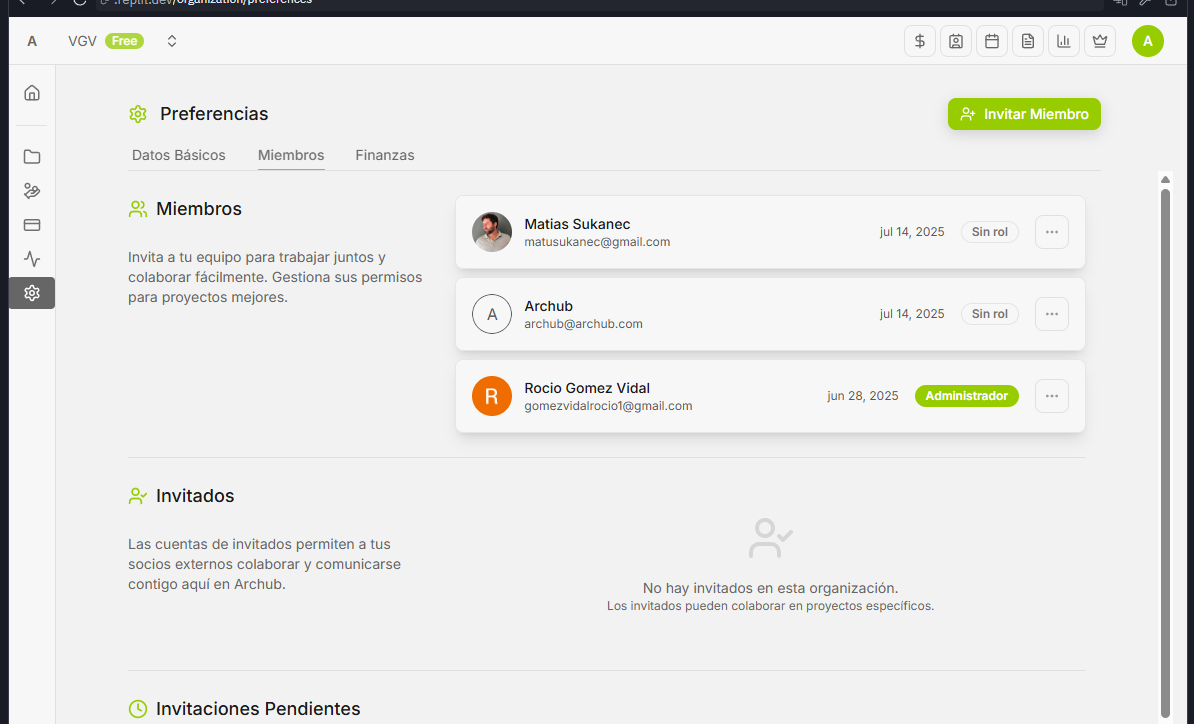 .replit.dev/organization/preferences
A
VGV
Free
A
Preferencias
Invitar Miembro
Datos Básicos
Miembros
Finanzas
Miembros
Invita a tu equipo para trabajar juntos y
colaborar fácilmente. Gestiona sus permisos
para proyectos mejores.
Matias Sukanec
matusukanec@gmail.com
jul 14, 2025
Sin rol
A
Archub
archub@archub.com
jul 14, 2025
Sin rol
R
Rocio Gomez Vidal
gomezvidalrocio1@gmail.com
jun 28, 2025
Administrador
Invitados
Las cuentas de invitados permiten a tus
socios externos colaborar y comunicarse
contigo aquí en Archub.
No hay invitados en esta organización.
Los invitados pueden colaborar en proyectos específicos.
Invitaciones Pendientes